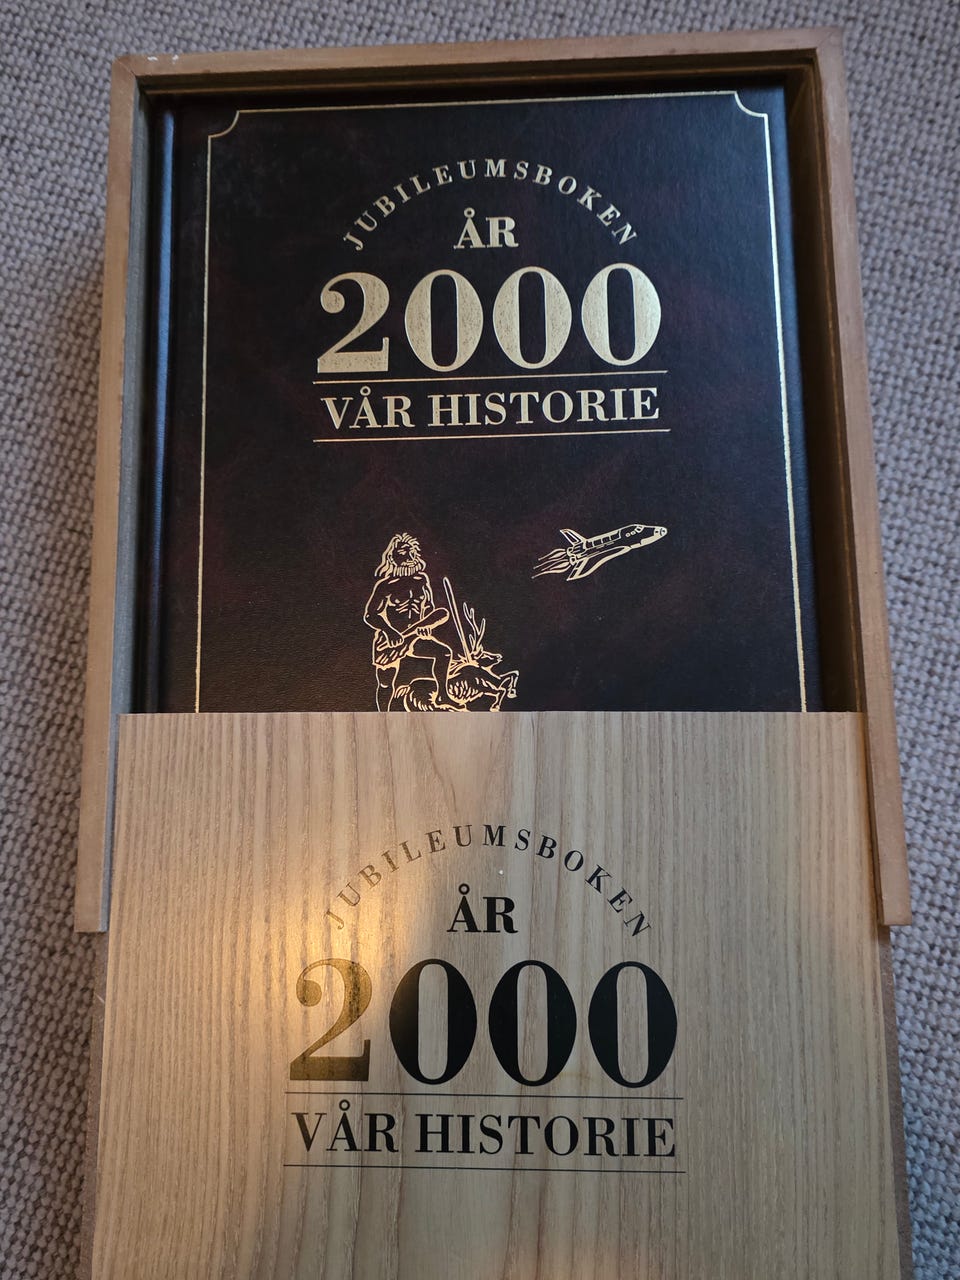 JUBILEUMSBOKEN
ÅR
2000
VÅR HISTORIE
JUBILEUMSBOKEN
ÅR
2000
VÅR HISTORIE